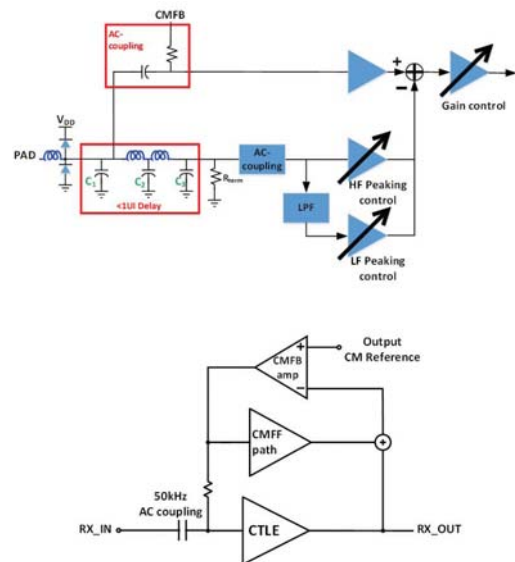 CMFB
AC-
coupling
+
−
Gain control
VDD
PAD
C1
C2
C3
Rterm
<1UI Delay
AC-
coupling
HF Peaking
control
LPF
LF Peaking
control
Output
CM Reference
+
CMFB
amp
−
CMFF
path
+
50kHz
AC coupling
RX_IN
CTLE
RX_OUT